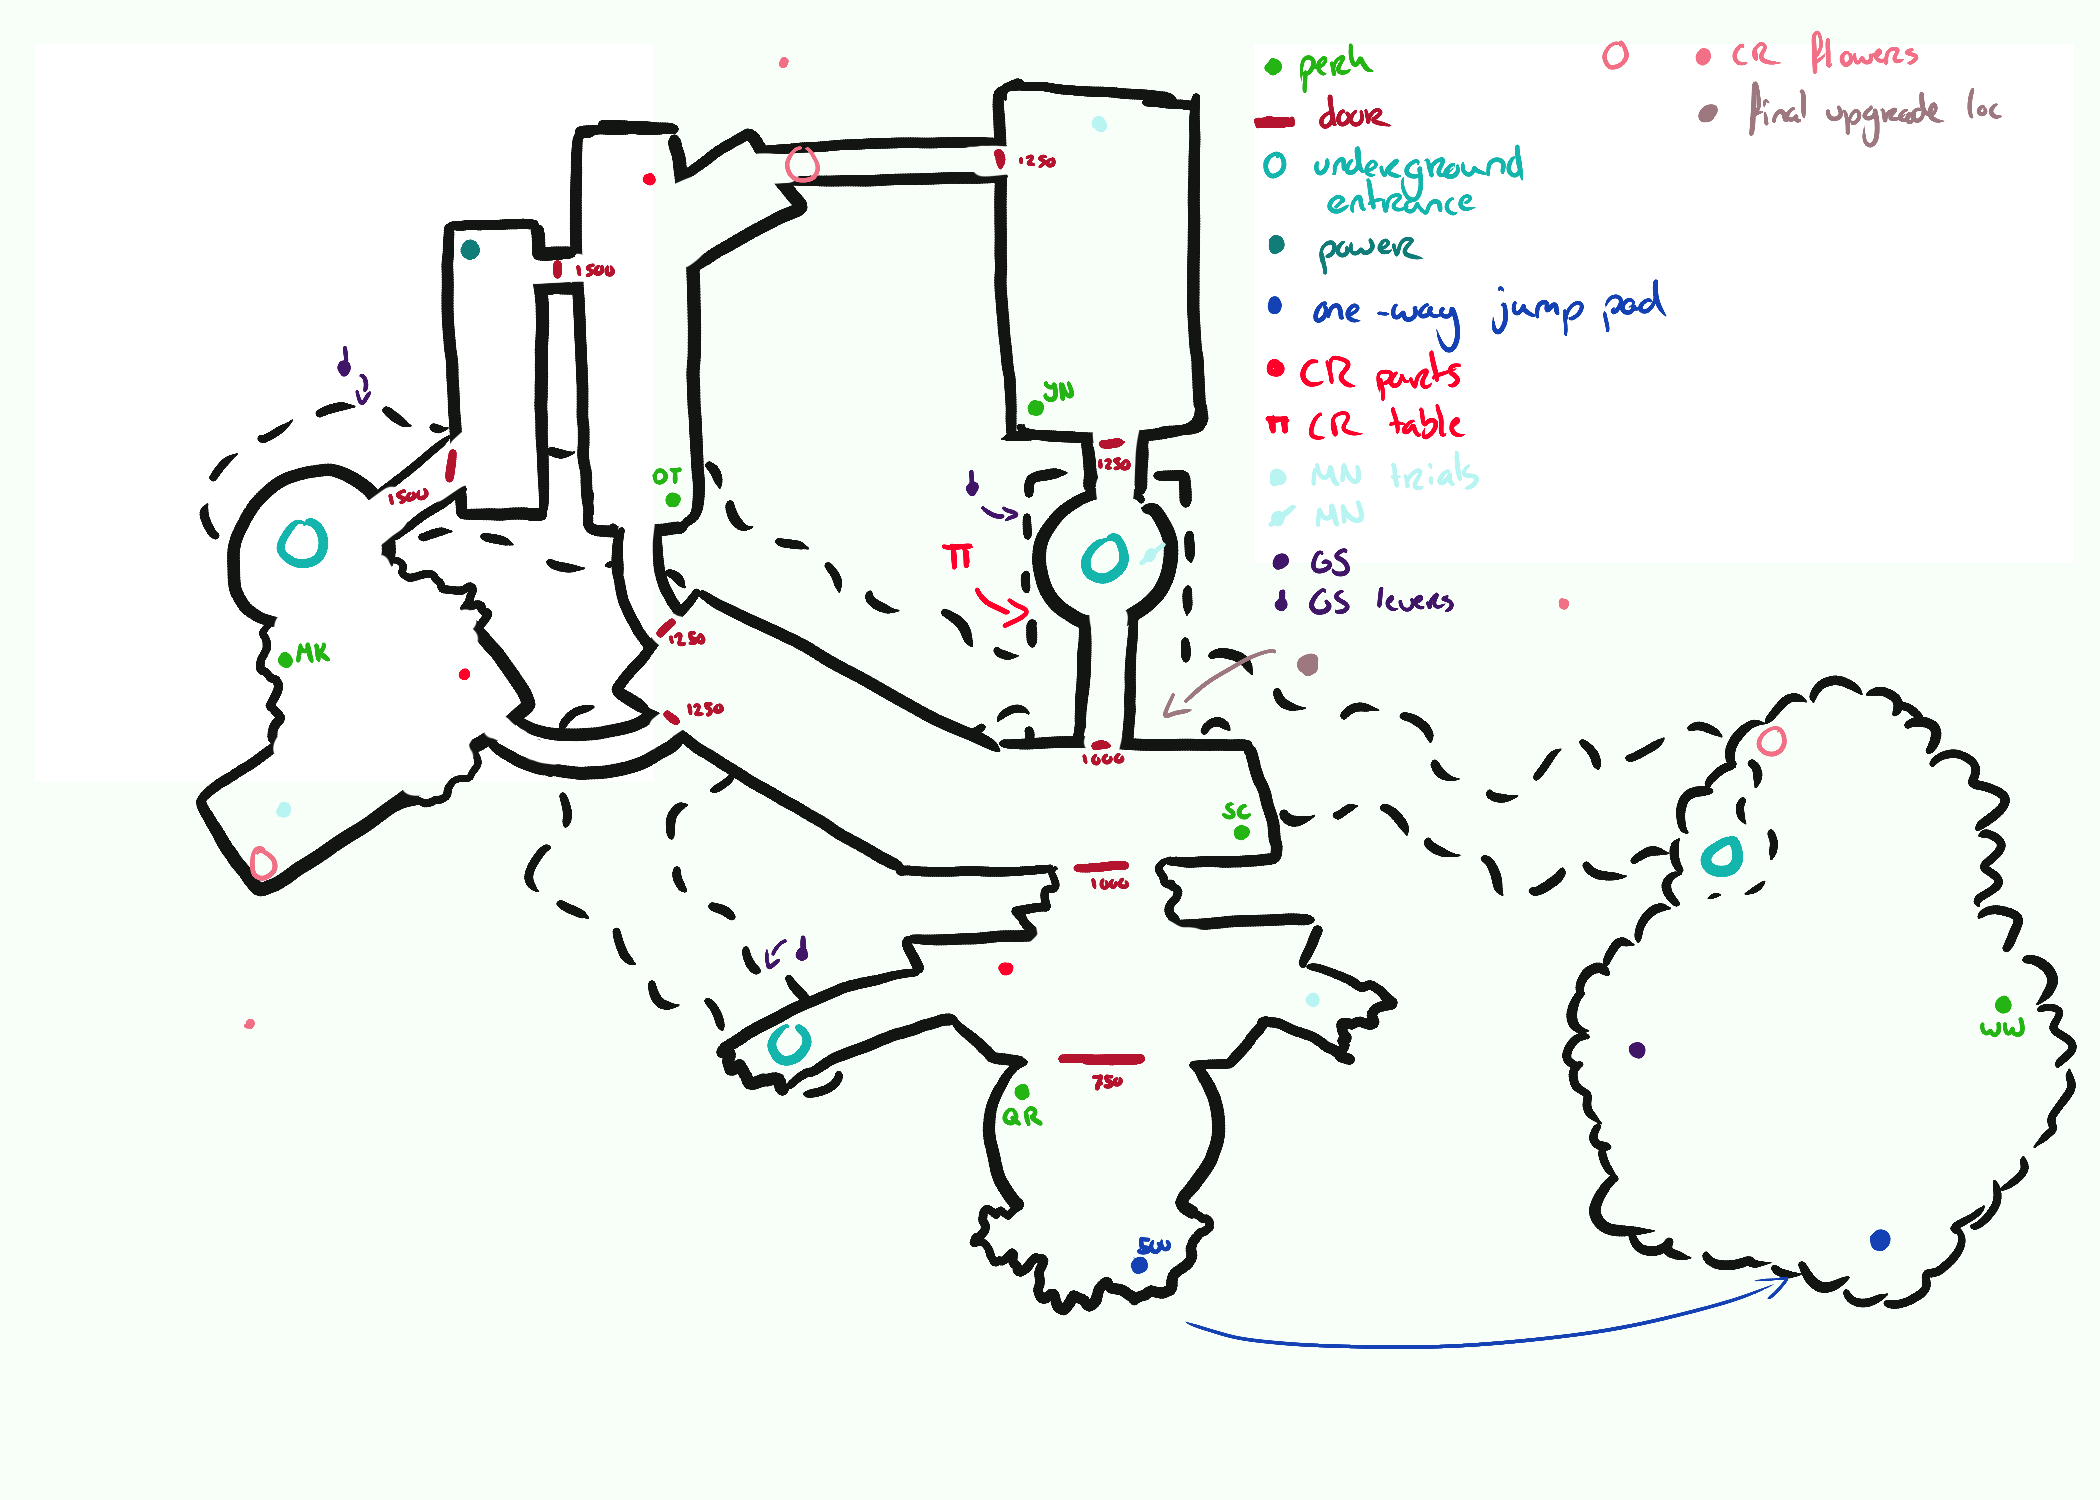 perk
door
underground
entrance
power
one-way jump pad
CR parts
π CR table
MN trials
MN
GS
GS levers
CR flowers
final upgrade loc
1250
1500
YN
1250
OT
1500
π
1250
MK
1250
1000
SC
1000
750
QR
500
WW